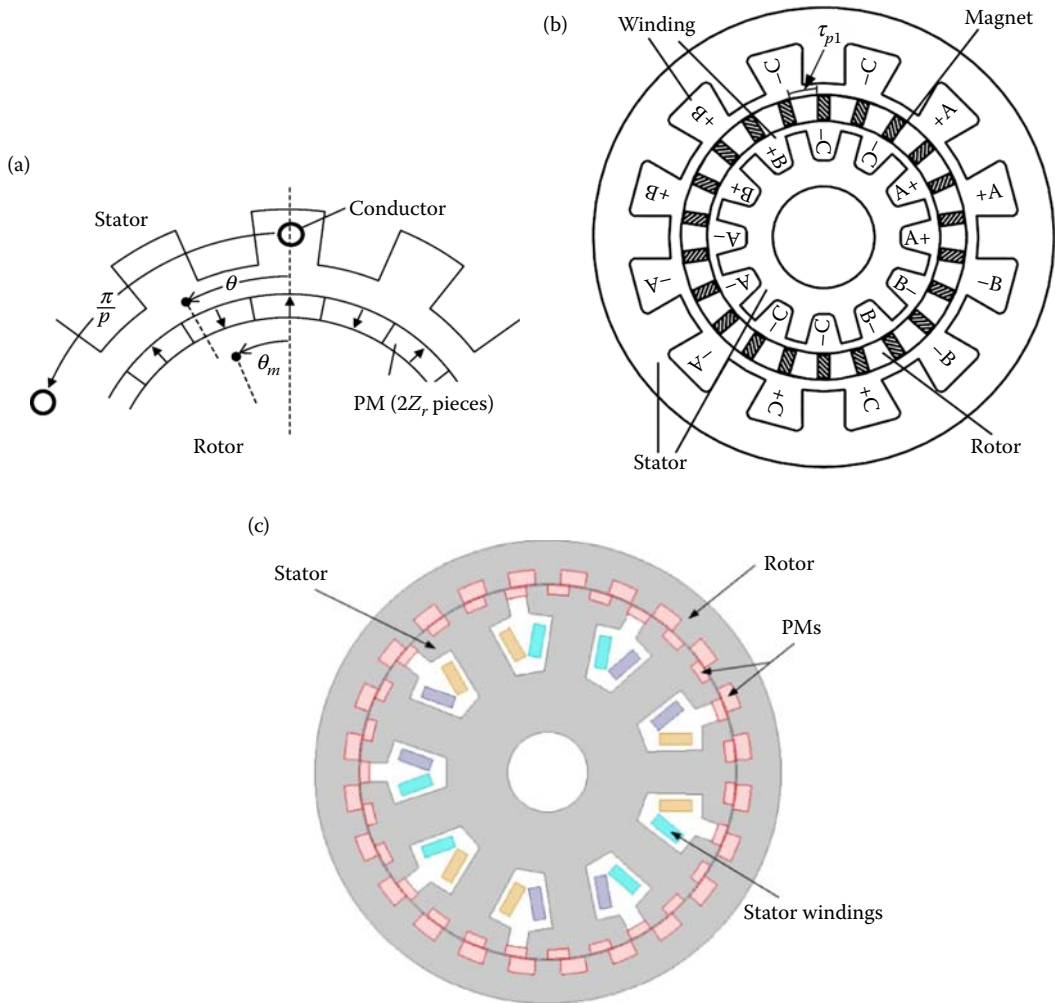 (a)
Stator
Conductor
θ
π/p
θm
PM (2Zr pieces)
Rotor
(b)
Winding
τp1
Magnet
–C
–C
+A
+A
–B
–B
+C
+C
–A
–A
+B
+B
–C
–C
A+
A+
B–
B–
–C
–C
A–
A–
B+
B+
Stator
Rotor
(c)
Stator
Rotor
PMs
Stator windings